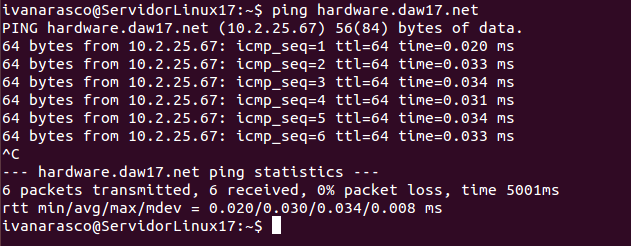 ivanarasco@ServidorLinux17:~$ ping hardware.daw17.net
PING hardware.daw17.net (10.2.25.67) 56(84) bytes of data.
64 bytes from 10.2.25.67: icmp_seq=1 ttl=64 time=0.020 ms
64 bytes from 10.2.25.67: icmp_seq=2 ttl=64 time=0.033 ms
64 bytes from 10.2.25.67: icmp_seq=3 ttl=64 time=0.034 ms
64 bytes from 10.2.25.67: icmp_seq=4 ttl=64 time=0.031 ms
64 bytes from 10.2.25.67: icmp_seq=5 ttl=64 time=0.034 ms
64 bytes from 10.2.25.67: icmp_seq=6 ttl=64 time=0.033 ms
^C
--- hardware.daw17.net ping statistics ---
6 packets transmitted, 6 received, 0% packet loss, time 5001ms
rtt min/avg/max/mdev = 0.020/0.030/0.034/0.008 ms
ivanarasco@ServidorLinux17:~$